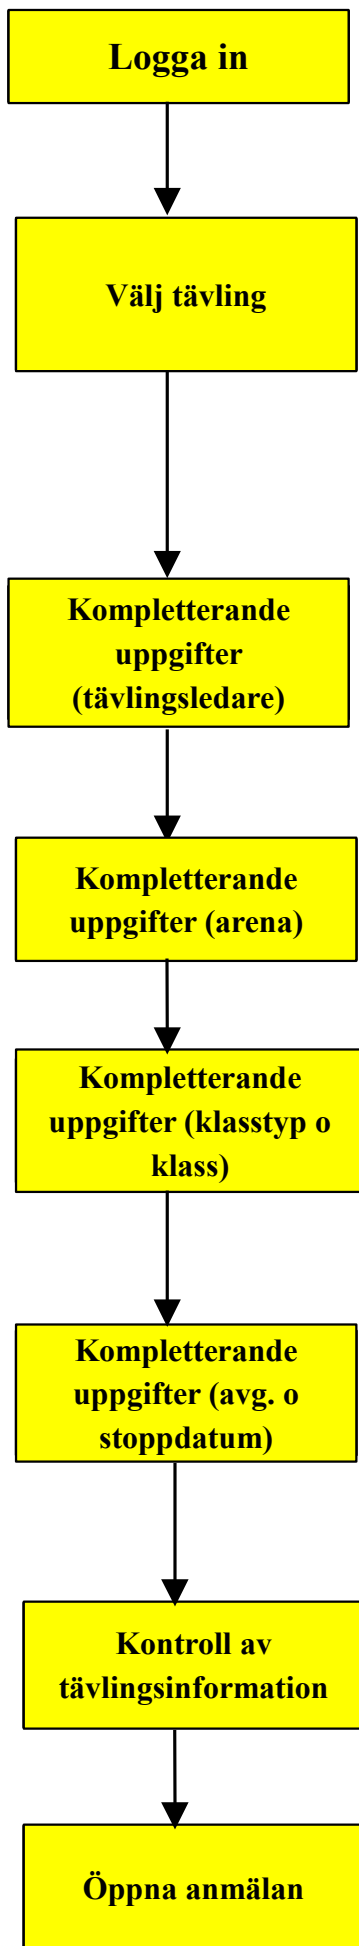 Logga in
Välj tävling
Kompletterande
uppgifter
(tävlingsledare)
Kompletterande
uppgifter (arena)
Kompletterande
uppgifter (klasstyp o
klass)
Kompletterande
uppgifter (avg. o
stoppdatum)
Kontroll av
tävlingsinformation
Öppna anmälan